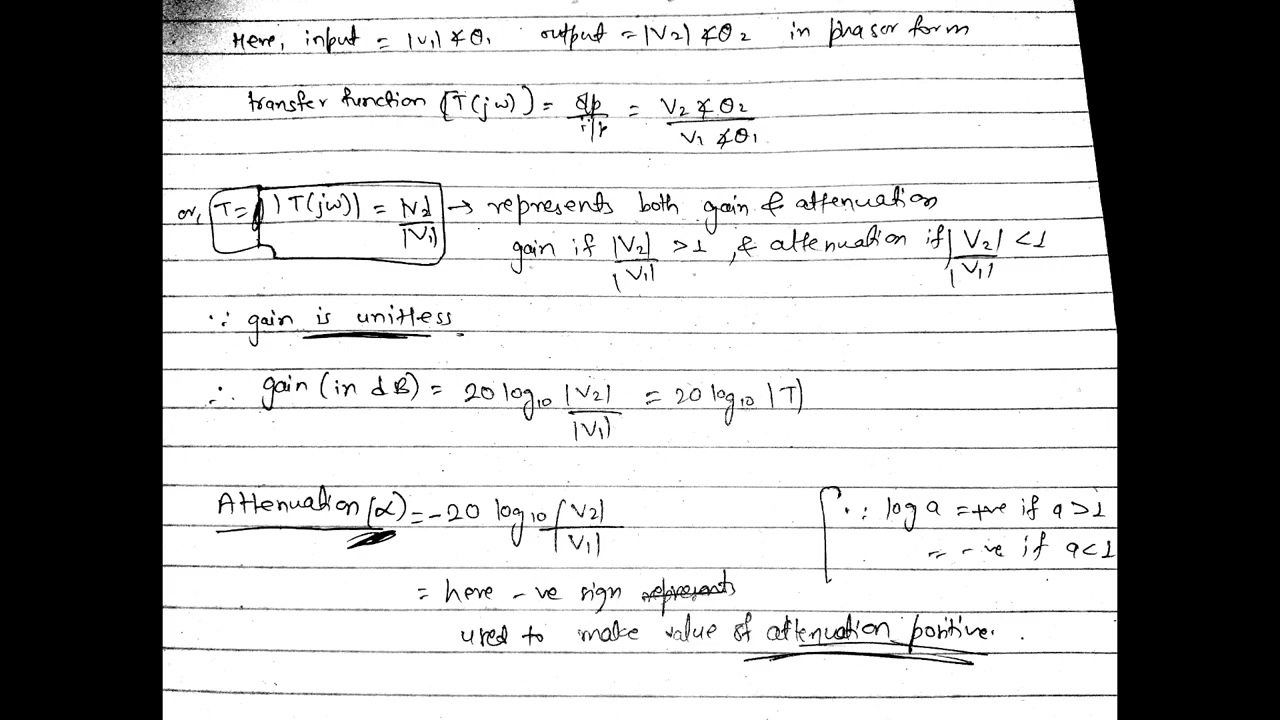 Here, input = |V₁| ∡θ₁ output = |V₂| ∡θ₂ in phasor form
transfer function [T(jω)] = o/p / i/p = V₂ ∡θ₂ / V₁ ∡θ₁
or, T = |T(jω)| = |V₂| / |V₁| → represents both gain & attenuation
gain if |V₂| / |V₁| > 1, & attenuation if |V₂| / |V₁| < 1
∵ gain is unitless
∴ gain (in dB) = 20 log₁₀ |V₂| / |V₁| = 20 log₁₀ |T|
Attenuation (α) = -20 log₁₀ |V₂| / |V₁|
[∵ log a = +ve if a > 1
= -ve if a < 1
= here -ve sign represents
used to make value of attenuation positive.